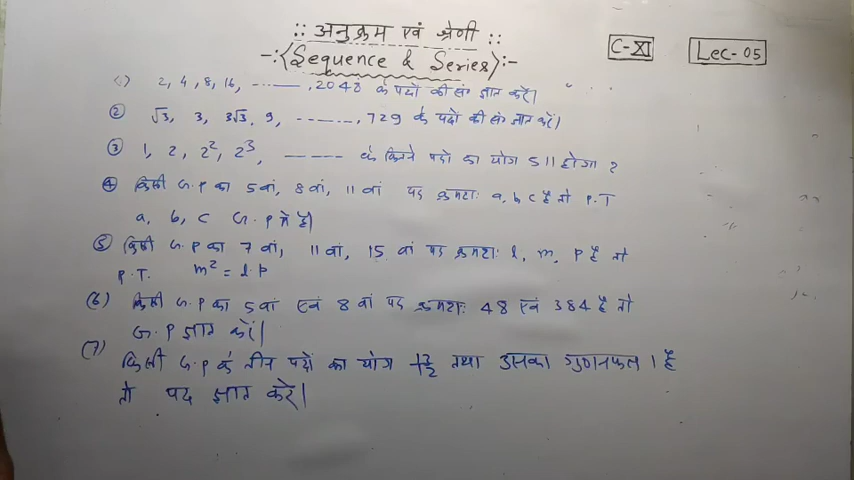 :: अनुक्रम एवं श्रेणी ::
-:{Sequence & Series}:-
C-XI
Lec-05
(1) 2, 4, 8, 16, ........, 2048 के पदों की सं० ज्ञात करें।
(2) √3, 3, 3√3, 9, ........, 729 के पदों की सं० ज्ञात करें।
(3) 1, 2, 2², 2³, ----- के कितने पदों का योग 511 होगा ?
(4) किसी G.P का 5वां, 8वां, 11वां पद क्रमशः a, b, c है तो P.T
a, b, c G.P में है।
(5) किसी G.P का 7वां, 11वां, 15वां पद क्रमशः l, m, p है तो
P.T. m² = l.p
(6) किसी G.P का 5वां एवं 8वां पद क्रमशः 48 एवं 384 है तो
G.P ज्ञात करें।
(7) किसी G.P के तीन पदों का योग तथा उसका गुणनफल 1 है
तो पद ज्ञात करे।